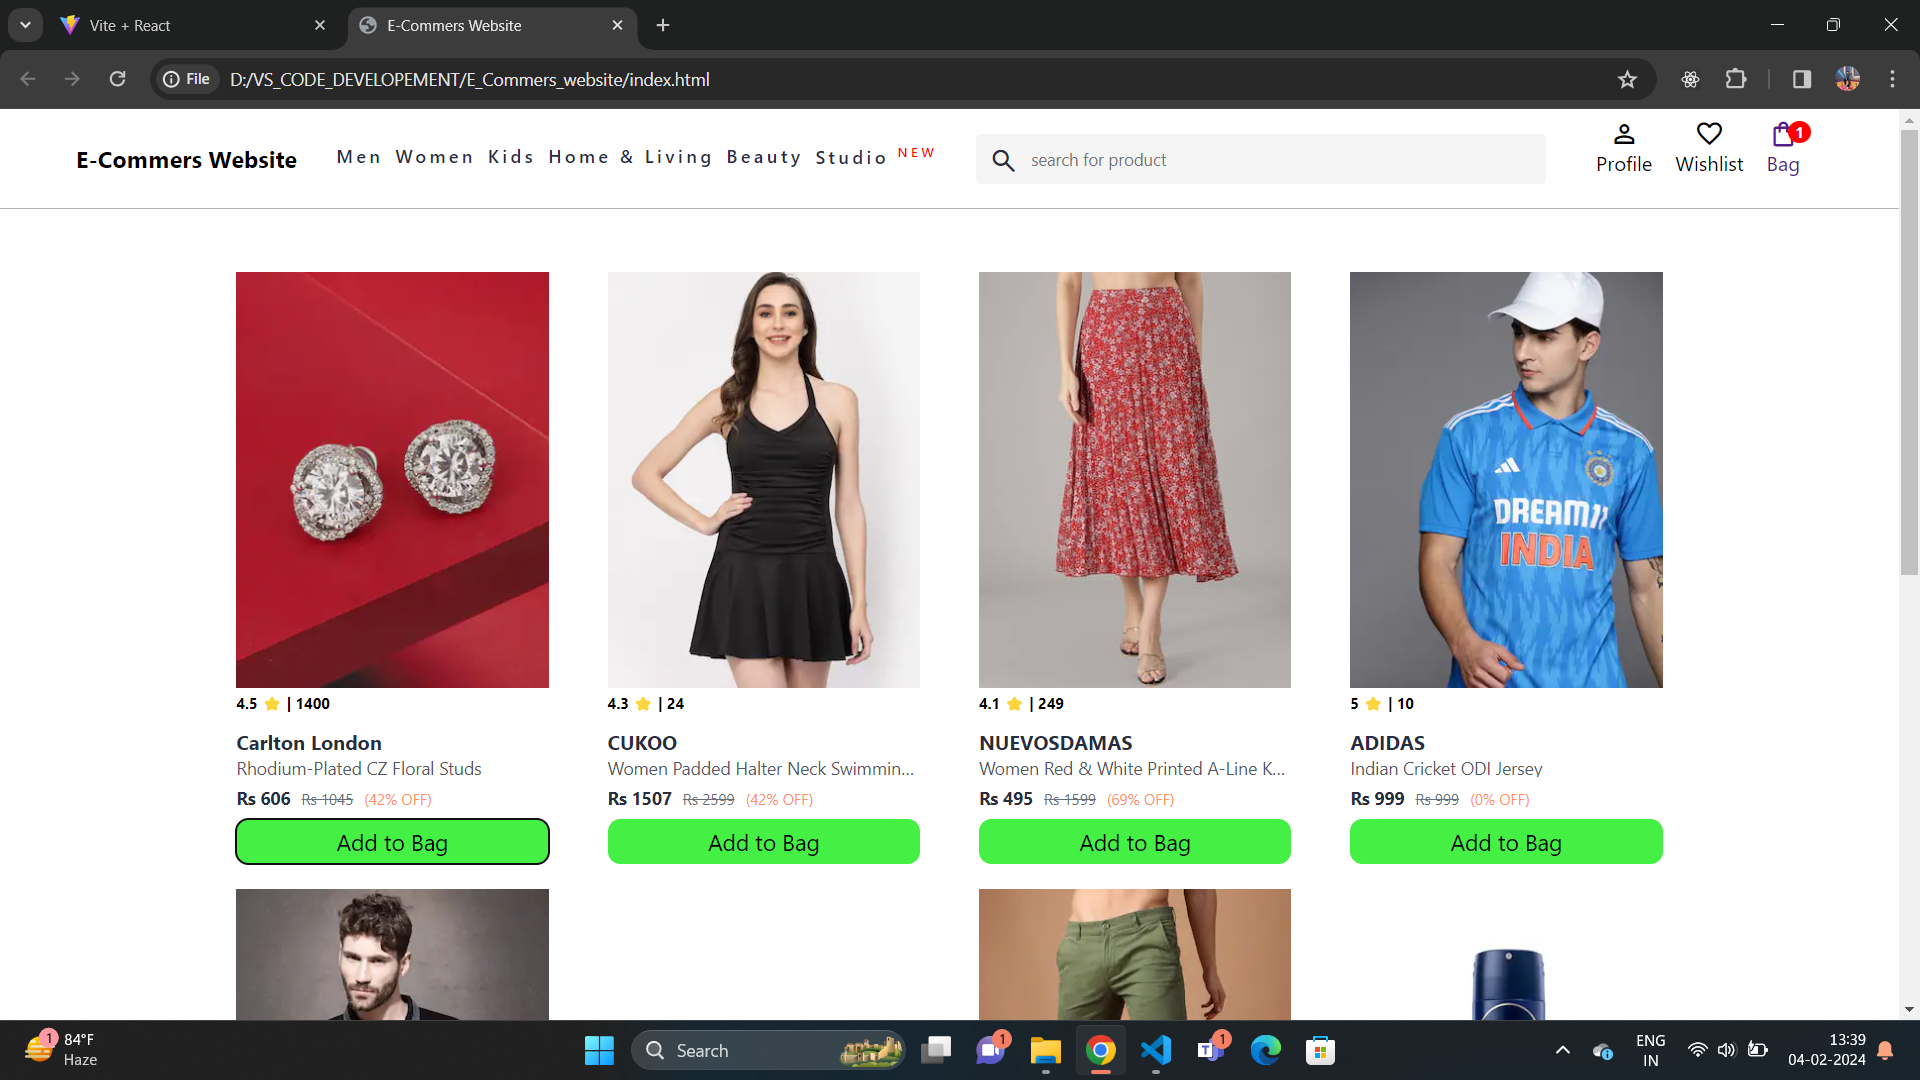 Vite + React
E-Commers Website
File
D:/VS_CODE_DEVELOPEMENT/E_Commers_website/index.html
E-Commers Website
Men Women Kids Home & Living Beauty Studio NEW
search for product
Profile
Wishlist
1
Bag
DREAM11
INDIA
4.5 ⭐ | 1400
Carlton London
Rhodium-Plated CZ Floral Studs
Rs 606 Rs 1045 (42% OFF)
Add to Bag
4.3 ⭐ | 24
CUKOO
Women Padded Halter Neck Swimmin...
Rs 1507 Rs 2599 (42% OFF)
Add to Bag
4.1 ⭐ | 249
NUEVOSDAMAS
Women Red & White Printed A-Line K...
Rs 495 Rs 1599 (69% OFF)
Add to Bag
5 ⭐ | 10
ADIDAS
Indian Cricket ODI Jersey
Rs 999 Rs 999 (0% OFF)
Add to Bag
1
84°F
Haze
Search
1
1
ENG
IN
13:39
04-02-2024